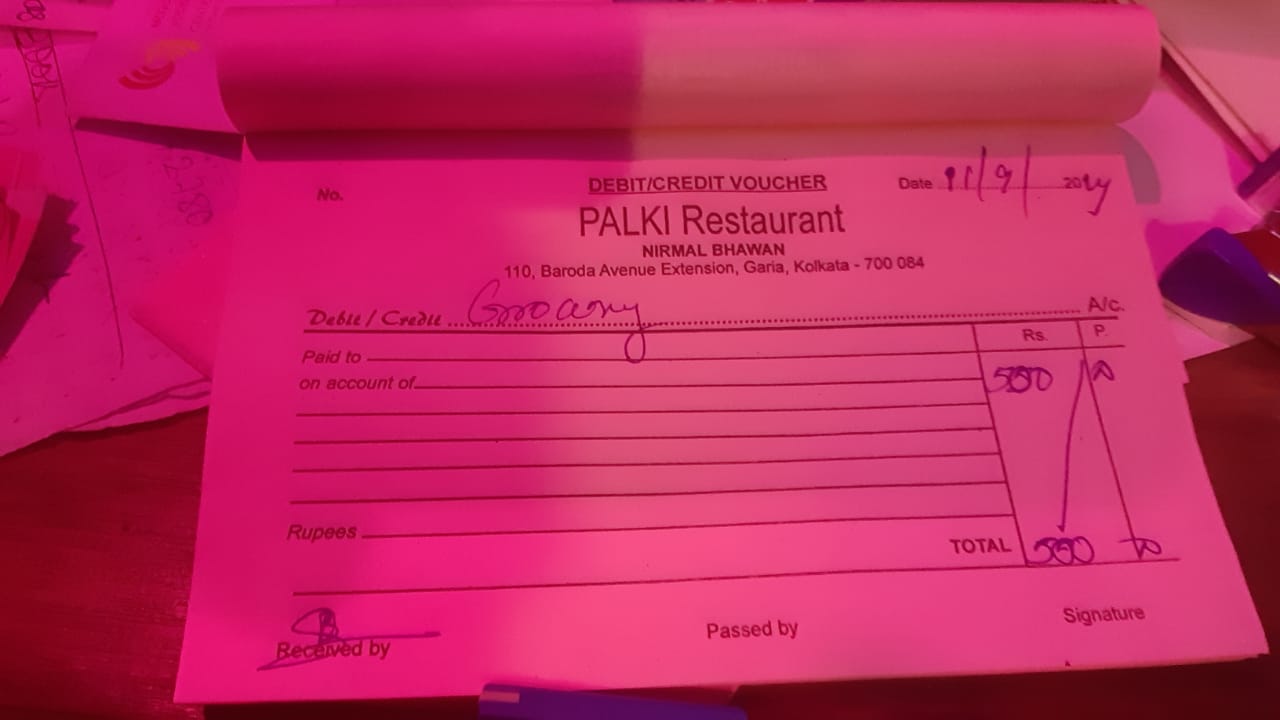 DEBIT/CREDIT VOUCHER
No.
Date 11/9/2024
PALKI Restaurant
NIRMAL BHAWAN
110, Baroda Avenue Extension, Garia, Kolkata - 700 084
Debit / Credit Grocery A/c.
Rs. P.
Paid to
on account of 500
Rupees
TOTAL 500
Received by Passed by Signature